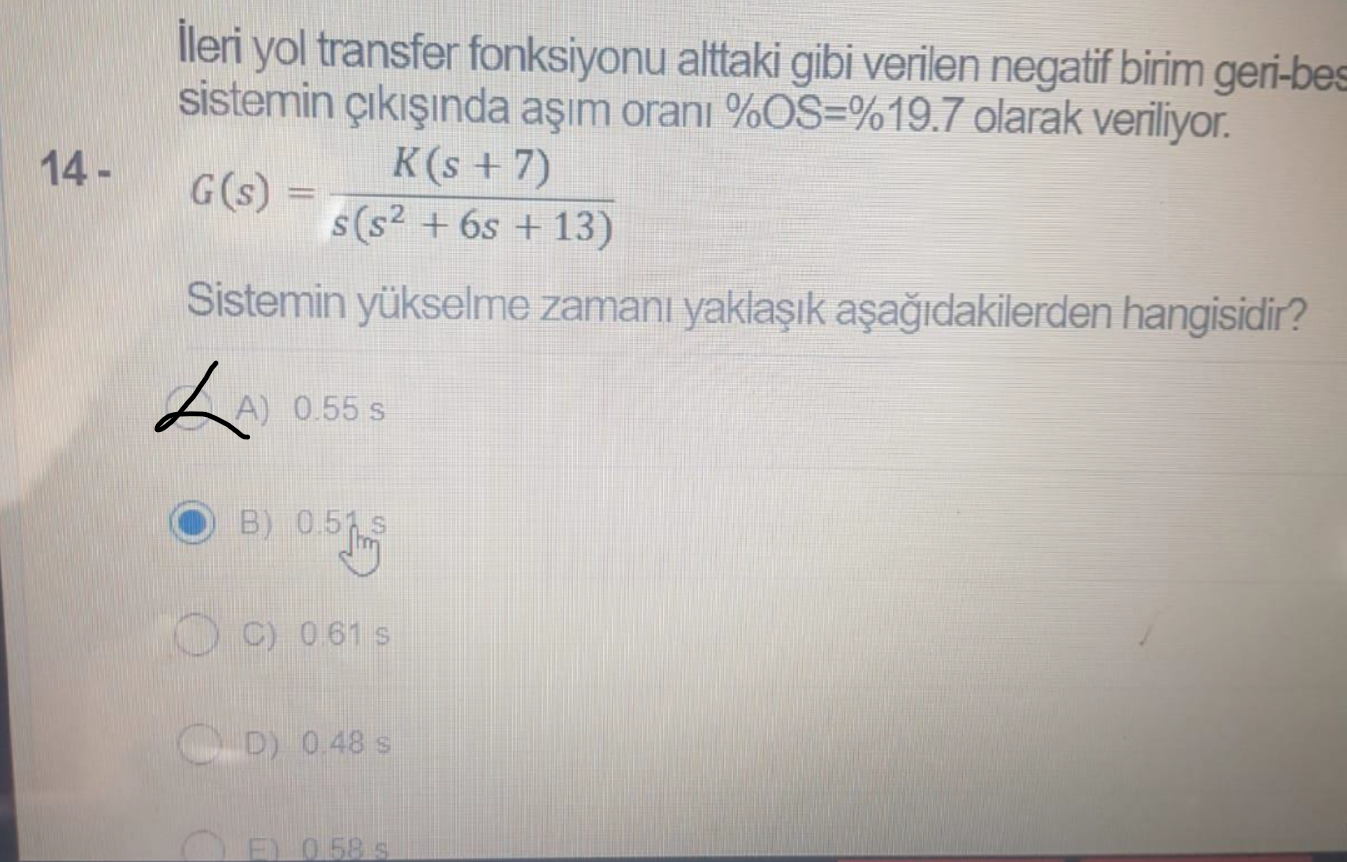 İleri yol transfer fonksiyonu alttaki gibi verilen negatif birim geri-bes
sistemin çıkışında aşım oranı %OS=%19.7 olarak veriliyor.
14 -
G(s) = K(s + 7) / s(s² + 6s + 13)
Sistemin yükselme zamanı yaklaşık aşağıdakilerden hangisidir?
A) 0.55 s
B) 0.51 s
C) 0.61 s
D) 0.48 s
E) 0.58 s